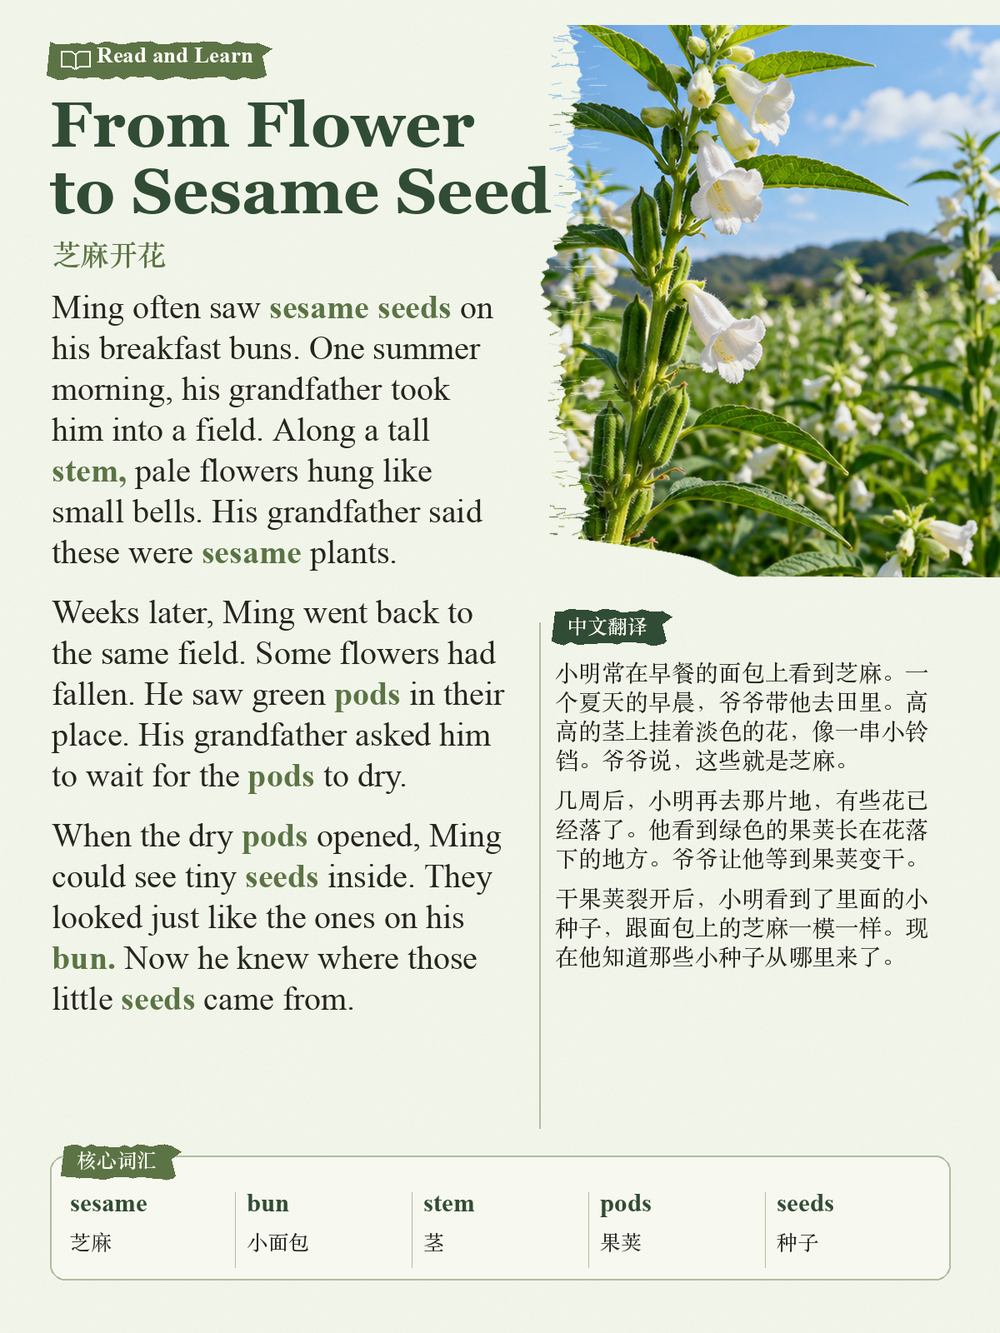 Read and Learn
From Flower
to Sesame Seed
芝麻开花
Ming often saw sesame seeds on
his breakfast buns. One summer
morning, his grandfather took
him into a field. Along a tall
stem, pale flowers hung like
small bells. His grandfather said
these were sesame plants.
Weeks later, Ming went back to
the same field. Some flowers had
fallen. He saw green pods in their
place. His grandfather asked him
to wait for the pods to dry.
When the dry pods opened, Ming
could see tiny seeds inside. They
looked just like the ones on his
bun. Now he knew where those
little seeds came from.
中文翻译
小明常在早餐的面包上看到芝麻。一
个夏天的早晨，爷爷带他去田里。高
高的茎上挂着淡色的花，像一串小铃
铛。爷爷说，这些就是芝麻。
几周后，小明再去那片地，有些花已
经落了。他看到绿色的果荚长在花落
下的地方。爷爷让他等到果荚变干。
干果荚裂开后，小明看到了里面的小
种子，跟面包上的芝麻一模一样。现
在他知道那些小种子从哪里来了。
核心词汇
sesame
芝麻
bun
小面包
stem
茎
pods
果荚
seeds
种子